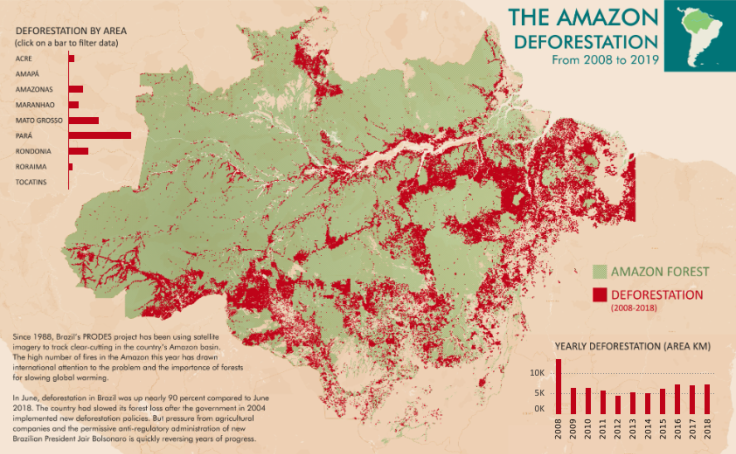 THE AMAZON
DEFORESTATION
From 2008 to 2019
DEFORESTATION BY AREA
(click on a bar to filter data)
ACRE
AMAPÁ
AMAZONAS
MARANHAO
MATO GROSSO
PARÁ
RONDONIA
RORAIMA
TOCATINS
AMAZON FOREST
DEFORESTATION
(2008-2018)
Since 1988, Brazil's PRODES project has been using satellite
imagery to track clear-cutting in the country's Amazon basin.
The high number of fires in the Amazon this year has drawn
international attention to the problem and the importance of forests
for slowing global warming.
In June, deforestation in Brazil was up nearly 90 percent compared to June
2018. The country had slowed its forest loss after the government in 2004
implemented new deforestation policies. But pressure from agricultural
companies and the permissive anti-regulatory administration of new
Brazilian President Jair Bolsonaro is quickly reversing years of progress.
YEARLY DEFORESTATION (AREA KM)
10K
5K
0K
2008
2009
2010
2011
2012
2013
2014
2015
2016
2017
2018